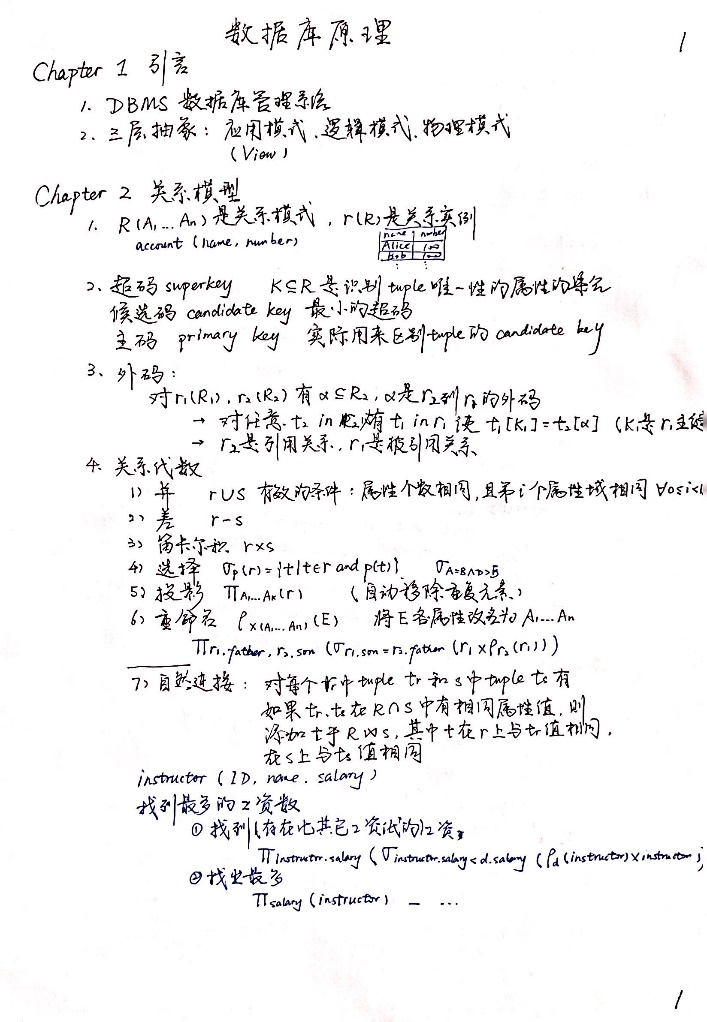 数据库原理
1
Chapter 1 引言
1. DBMS 数据库管理系统
2. 三层抽象: 应用模式、逻辑模式、物理模式
(View)
Chapter 2 关系模型
1. R(A₁...An)是关系模式, r(R)是关系实例
account (name, number)
name number
Alice 100
Bob 100
2、超码 superkey K⊆R 是识别tuple唯一性的属性的集合
候选码 candidate key 最小的超码
主码 primary key 实际用来区别tuple的 candidate key
3、外码:
对r₁(R₁), r₂(R₂) 有α⊆R₂, α是r₂到r₁的外码
→ 对任意 t₂ in r₂有 t₁ in r₁ 使 t₁[K₁]=t₂[α] (K₁是r₁主
→ r₂是引用关系, r₁是被引用关系
4. 关系代数
1) 并 r∪s 有效的条件: 属性个数相同, 且第i个属性域相同 ∀0≤i<
2) 差 r-s
3) 笛卡尔积 r×s
4) 选择 σp(r)={t|t∈r and p(t)} σA=B∧D>5
5) 投影 ΠA₁...Ak(r) (自动移除重复元素)
6) 重命名 ρx(A₁...An)(E) 将E各属性改名为A₁...An
Πr₁.father, r₂.son (σr₁.son=r₂.father (r₁×ρr₂(r₁)))
7) 自然连接: 对每个r中tuple tr 和s中tuple ts 有
如果tr、ts在R∩S中有相同属性值, 则
添加t于R⋈S, 其中t在r上与tr值相同,
在s上与ts值相同
instructor (ID, name, salary)
找到最多的工资数
① 找到(存在比其它工资低的)工资
Πinstructor.salary (σinstructor.salary<d.salary (ρd(instructor)×instructor
② 找出最多
Πsalary (instructor) - ...
1